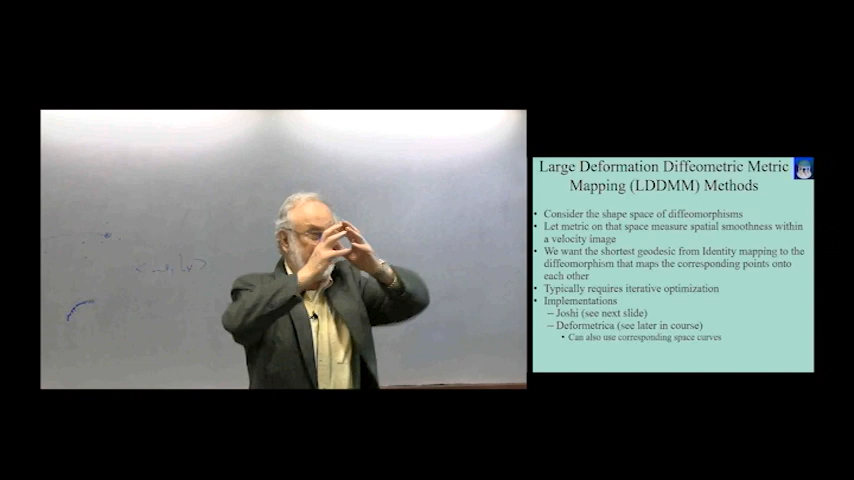 Large Deformation Diffeometric Metric
Mapping (LDDMM) Methods
• Consider the shape space of diffeomorphisms
• Let metric on that space measure spatial smoothness within
a velocity image
• We want the shortest geodesic from Identity mapping to the
diffeomorphism that maps the corresponding points onto
each other
• Typically requires iterative optimization
• Implementations
– Joshi (see next slide)
– Deformetrica (see later in course)
• Can also use corresponding space curves